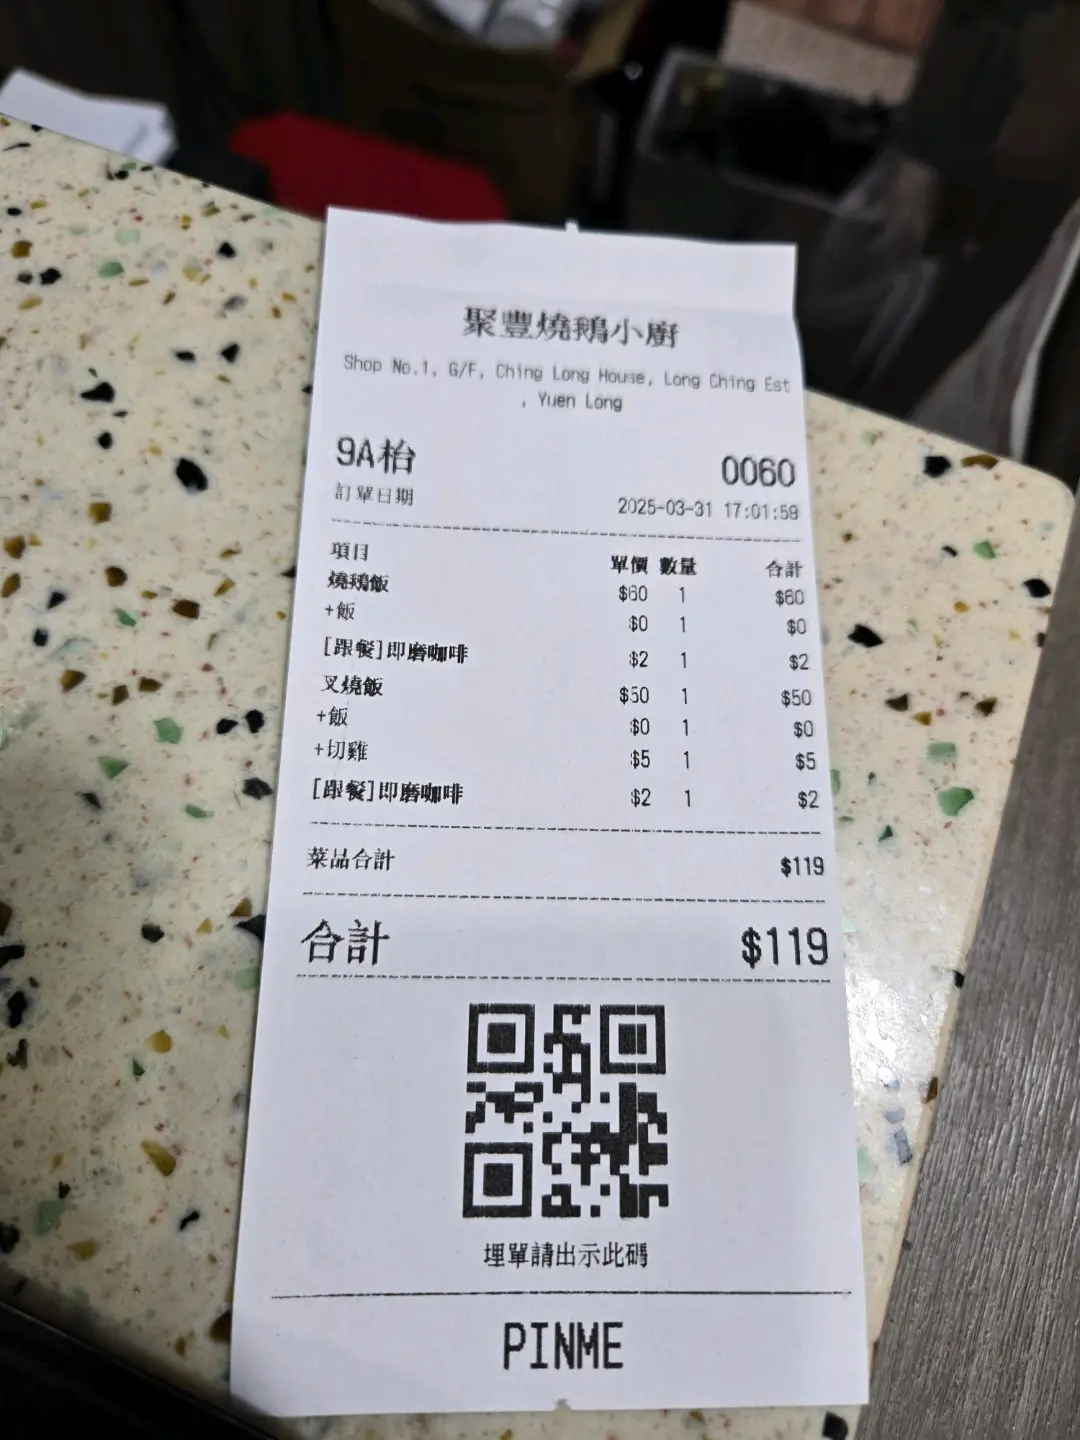 聚豐燒鵝小廚
Shop No.1, G/F, Ching Long House, Long Ching Est
, Yuen Long
9A枱 0060
訂單日期 2025-03-31 17:01:59
項目 單價 數量 合計
燒鵝飯 $60 1 $60
+飯 $0 1 $0
[跟餐]即磨咖啡 $2 1 $2
叉燒飯 $50 1 $50
+飯 $0 1 $0
+切雞 $5 1 $5
[跟餐]即磨咖啡 $2 1 $2
菜品合計 $119
合計 $119
埋單請出示此碼
PINME